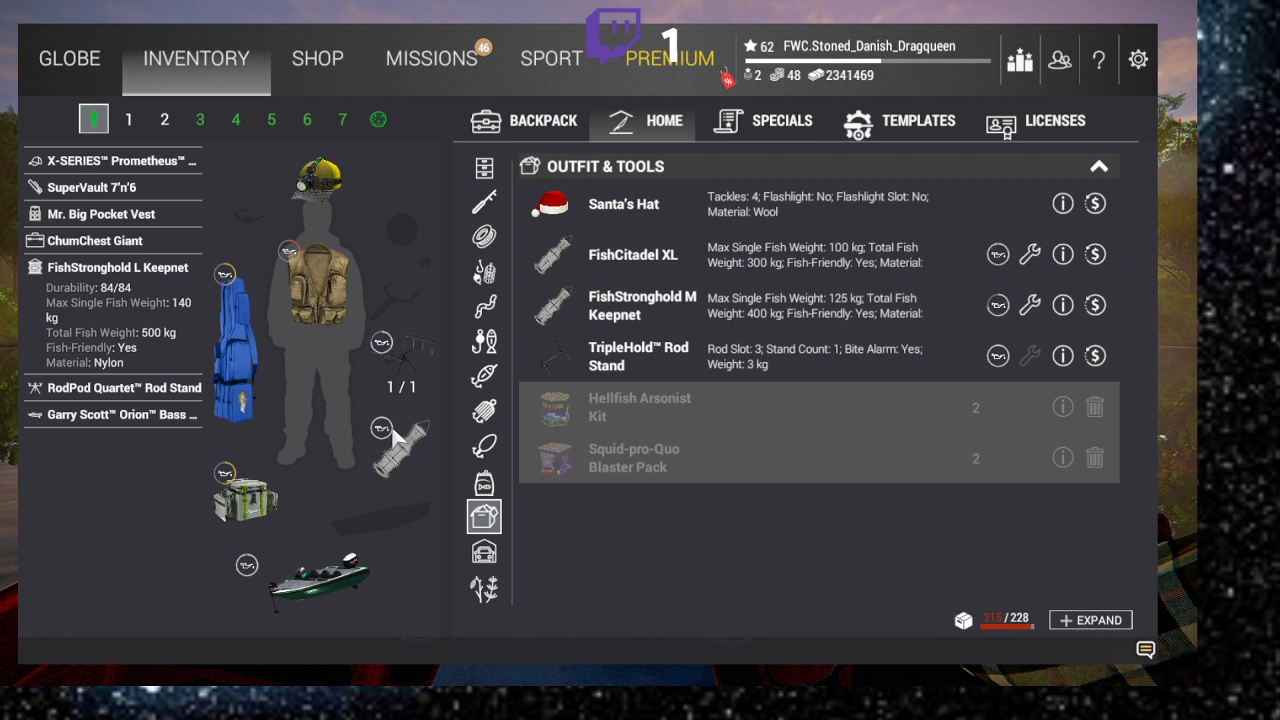 GLOBE INVENTORY SHOP MISSIONS 46 SPORT PREMIUM 1
62 FWC.Stoned_Danish_Dragqueen
2 48 2341469
1 2 3 4 5 6 7
BACKPACK HOME SPECIALS TEMPLATES LICENSES
X-SERIES™ Prometheus™ ...
SuperVault 7'n'6
Mr. Big Pocket Vest
ChumChest Giant
FishStronghold L Keepnet
Durability: 84/84
Max Single Fish Weight: 140
kg
Total Fish Weight: 500 kg
Fish-Friendly: Yes
Material: Nylon
RodPod Quartet™ Rod Stand
Garry Scott™ Orion™ Bass ...
1 / 1
OUTFIT & TOOLS
Santa's Hat
Tackles: 4; Flashlight: No; Flashlight Slot: No;
Material: Wool
FishCitadel XL
Max Single Fish Weight: 100 kg; Total Fish
Weight: 300 kg; Fish-Friendly: Yes; Material:
FishStronghold M
Keepnet
Max Single Fish Weight: 125 kg; Total Fish
Weight: 400 kg; Fish-Friendly: Yes; Material:
TripleHold™ Rod
Stand
Rod Slot: 3; Stand Count: 1; Bite Alarm: Yes;
Weight: 3 kg
Hellfish Arsonist
Kit
2
Squid-pro-Quo
Blaster Pack
2
215 / 228
EXPAND